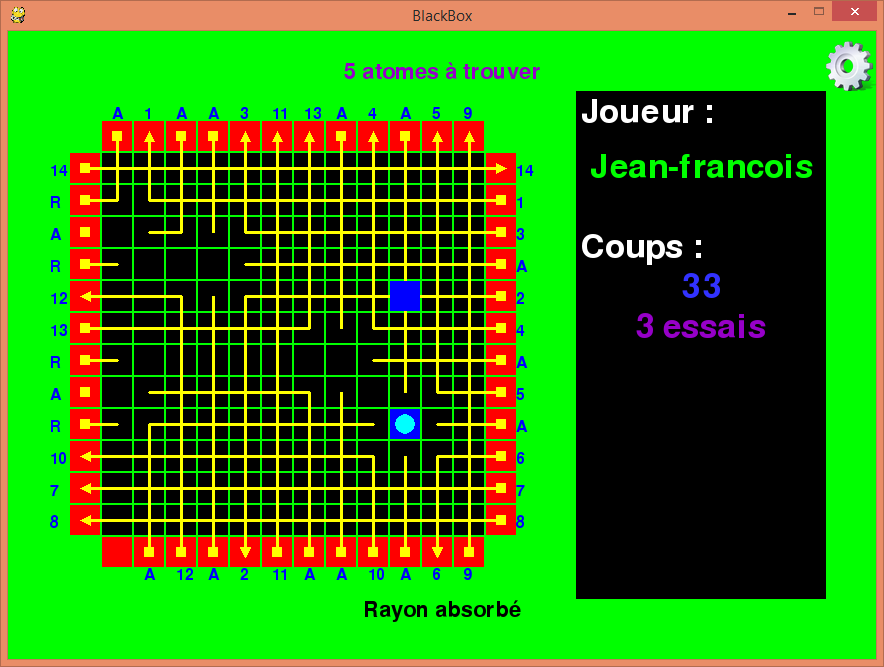 BlackBox
5 atomes à trouver
A 1 A A 3 11 13 A 4 A 5 9
Joueur :
Jean-francois
14 14
R 1
A 3
R A
12 2
13 4
R A
A 5
R A
10 6
7 7
8 8
A 12 A 2 11 A A 10 A 6 9
Coups :
33
3 essais
Rayon absorbé